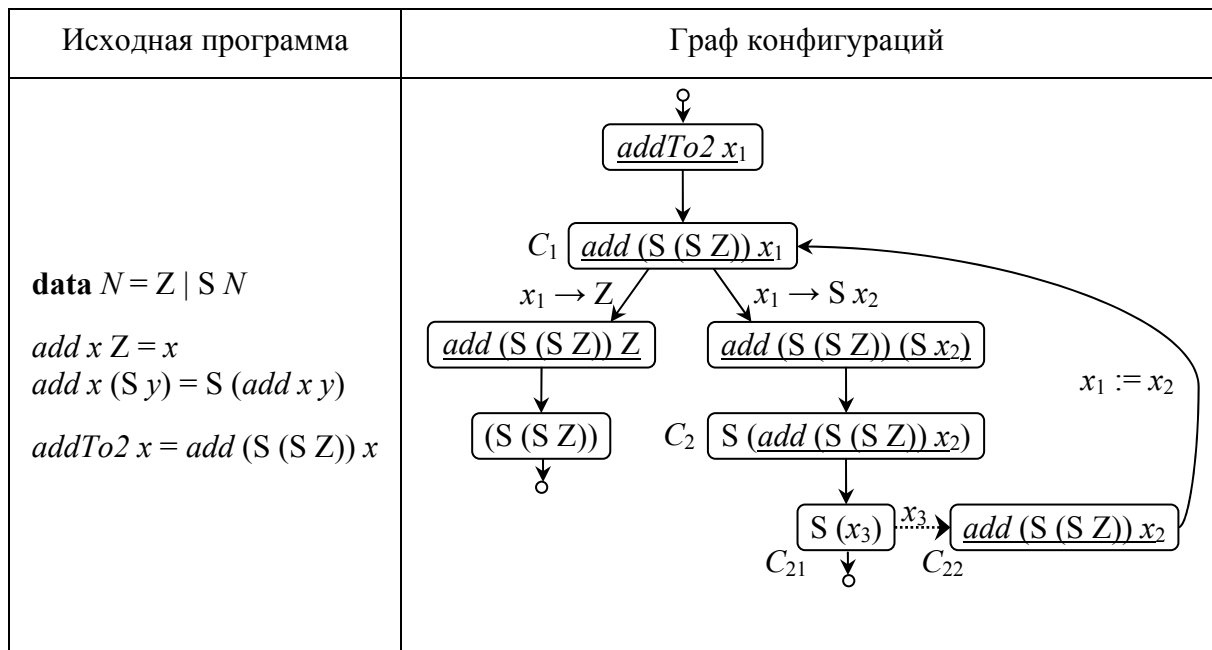 Исходная программа
Граф конфигураций
data N = Z | S N
add x Z = x
add x (S y) = S (add x y)
addTo2 x = add (S (S Z)) x
addTo2 x₁
C₁ add (S (S Z)) x₁
x₁ → Z
x₁ → S x₂
add (S (S Z)) Z
add (S (S Z)) (S x₂)
x₁ := x₂
(S (S Z))
C₂ S (add (S (S Z)) x₂)
S (x₃)
x₃
add (S (S Z)) x₂
C₂₁
C₂₂